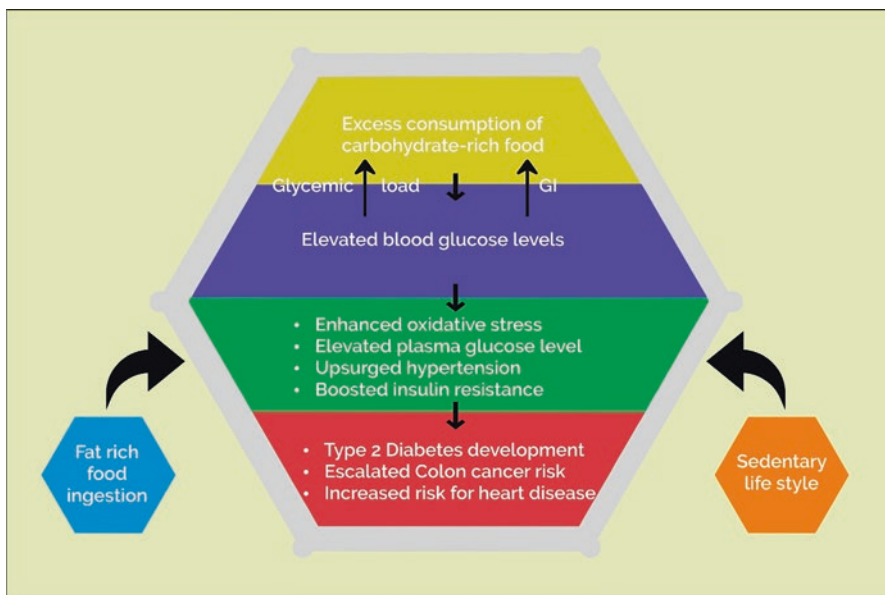 Excess consumption of
carbohydrate-rich food
Glycemic load GI
Elevated blood glucose levels
• Enhanced oxidative stress
• Elevated plasma glucose level
• Upsurged hypertension
• Boosted insulin resistance
• Type 2 Diabetes development
• Escalated Colon cancer risk
• Increased risk for heart disease
Fat rich
food
ingestion
Sedentary
life style